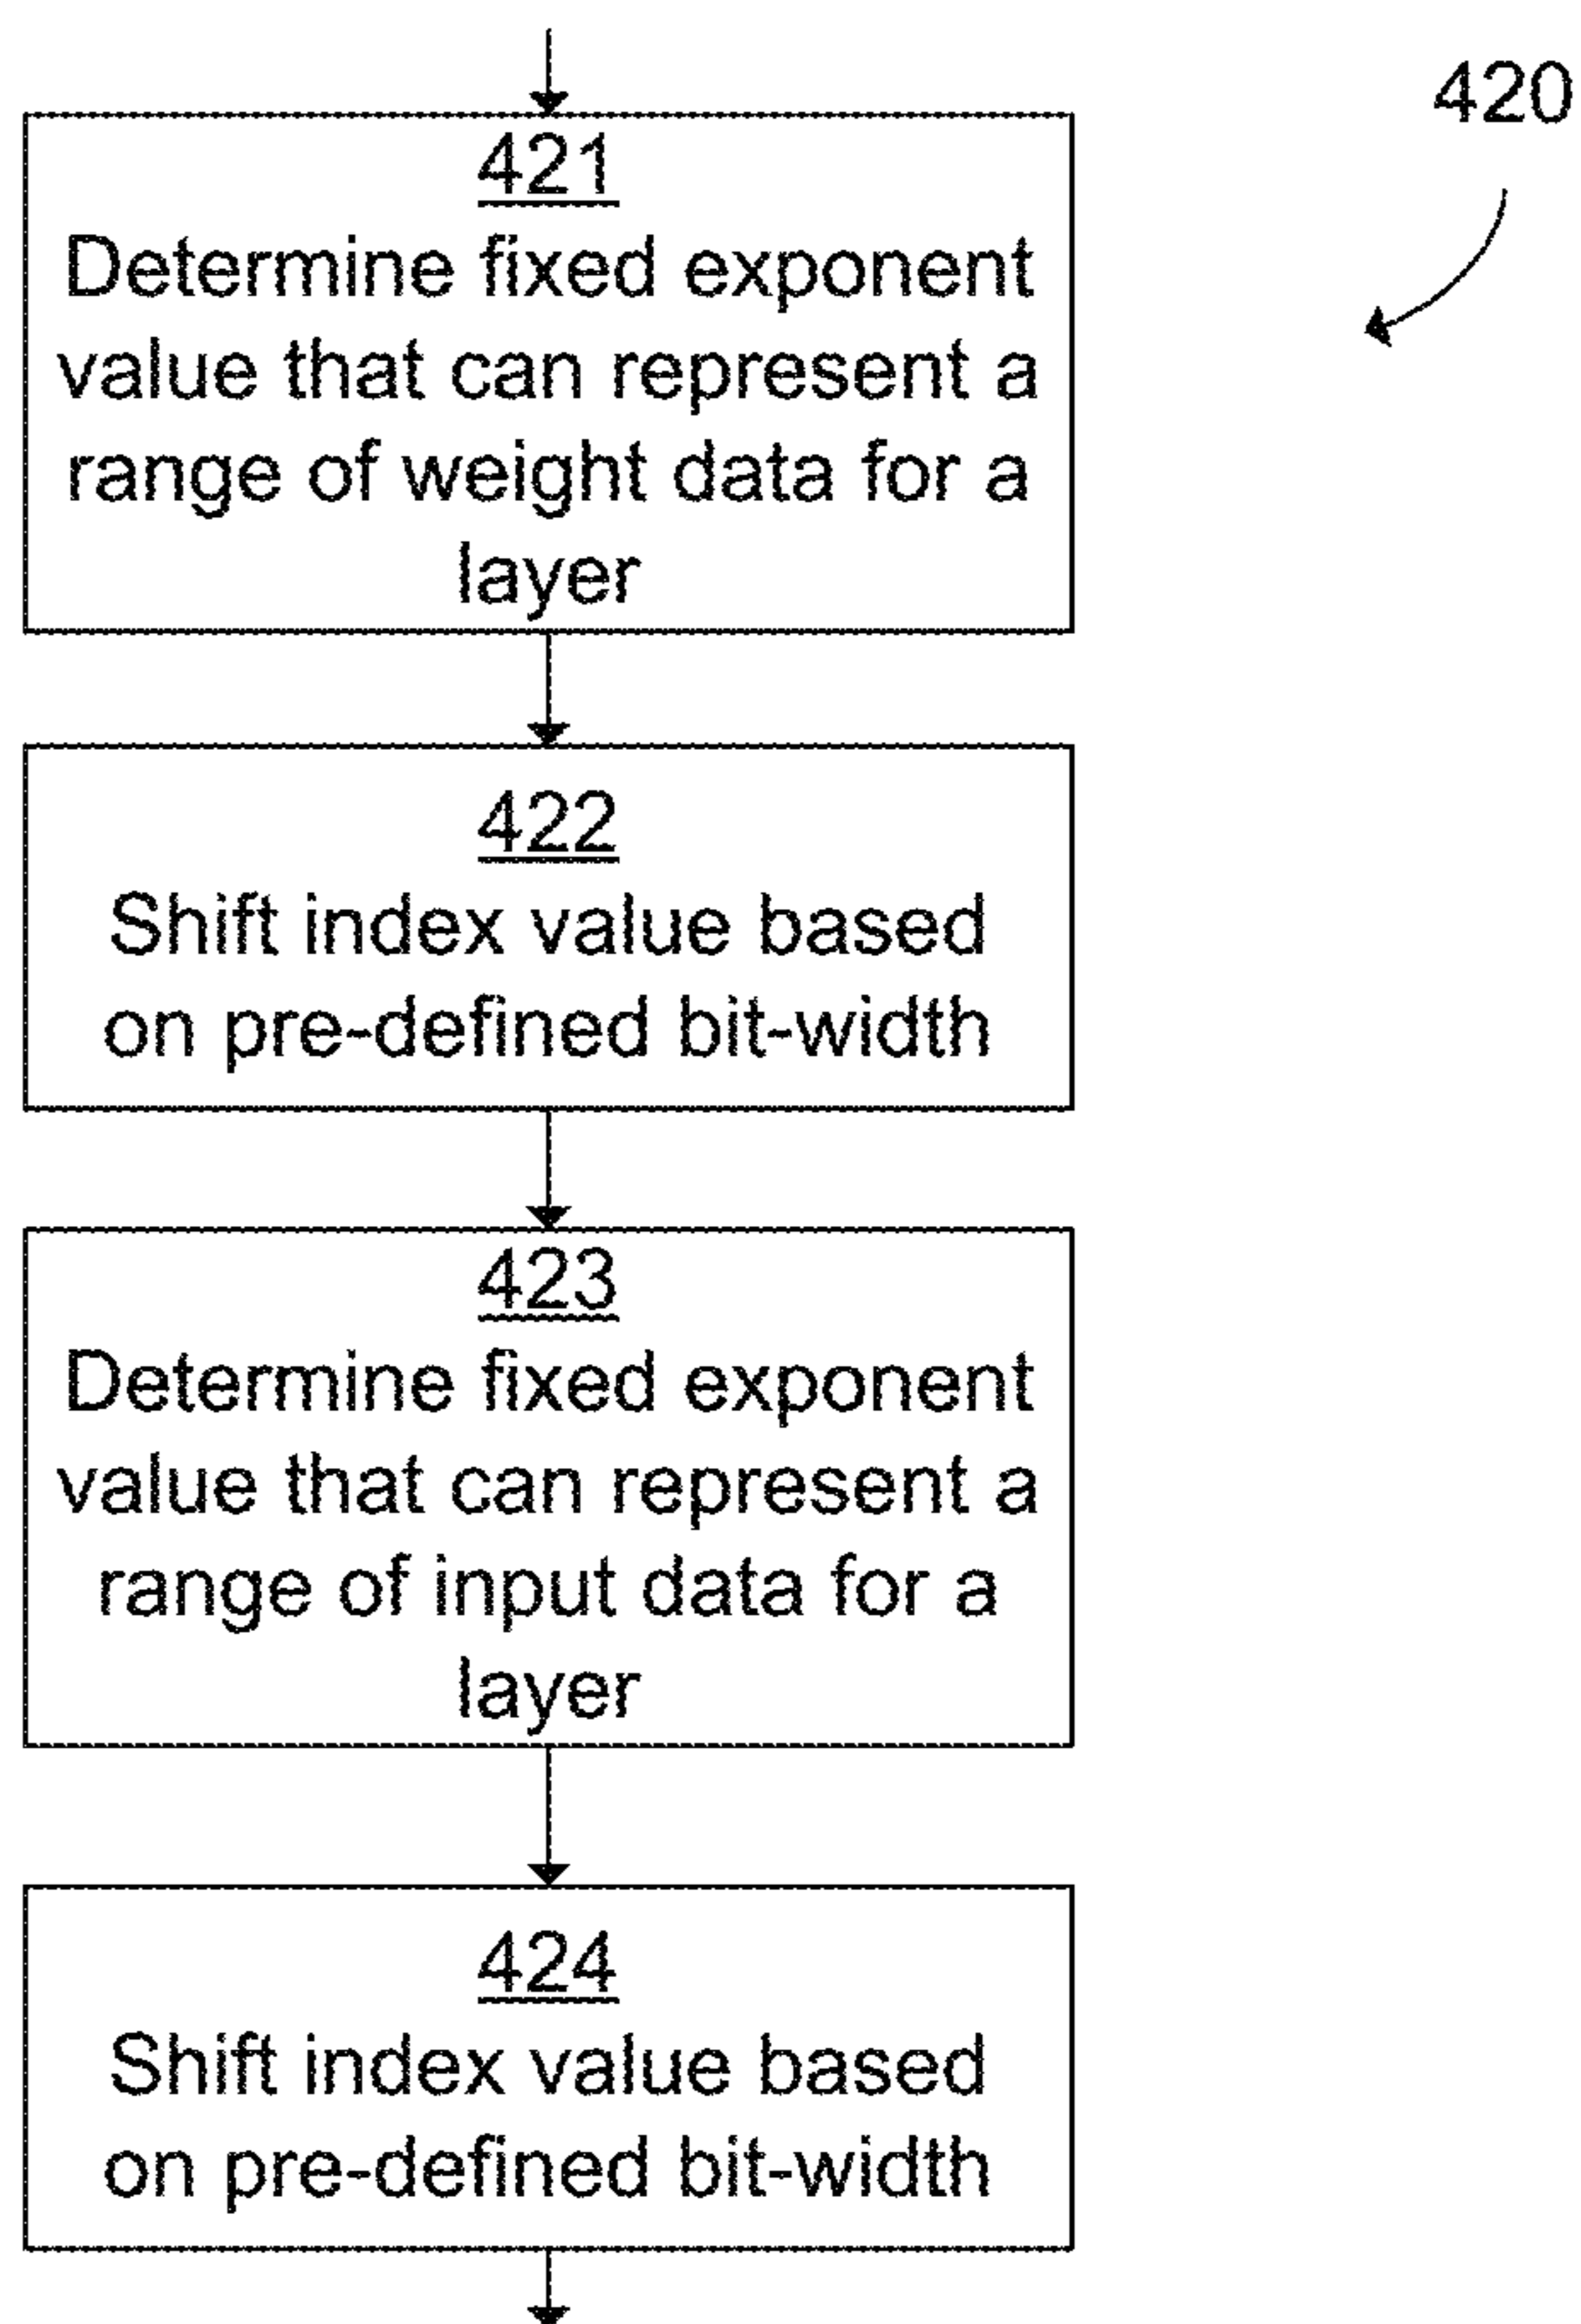 420
421
Determine fixed exponent
value that can represent a
range of weight data for a
layer
422
Shift index value based
on pre-defined bit-width
423
Determine fixed exponent
value that can represent a
range of input data for a
layer
424
Shift index value based
on pre-defined bit-width